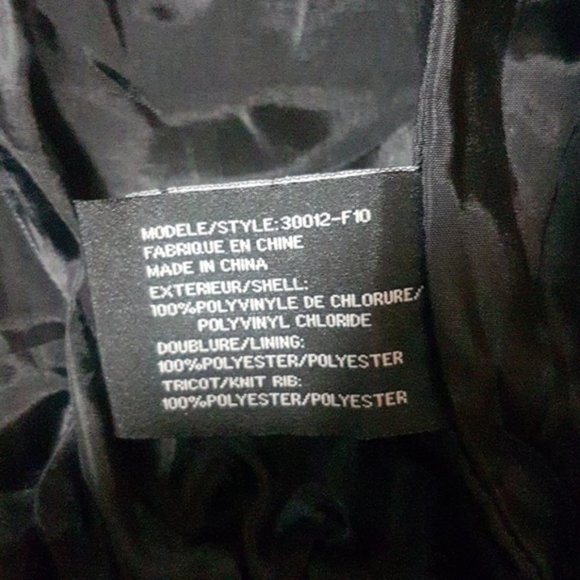 MODELE/STYLE:30012-F10
FABRIQUE EN CHINE
MADE IN CHINA
EXTERIEUR/SHELL:
100%POLYVINYLE DE CHLORURE/
POLYVINYL CHLORIDE
DOUBLURE/LINING:
100%POLYESTER/POLYESTER
TRICOT/KNIT RIB:
100%POLYESTER/POLYESTER